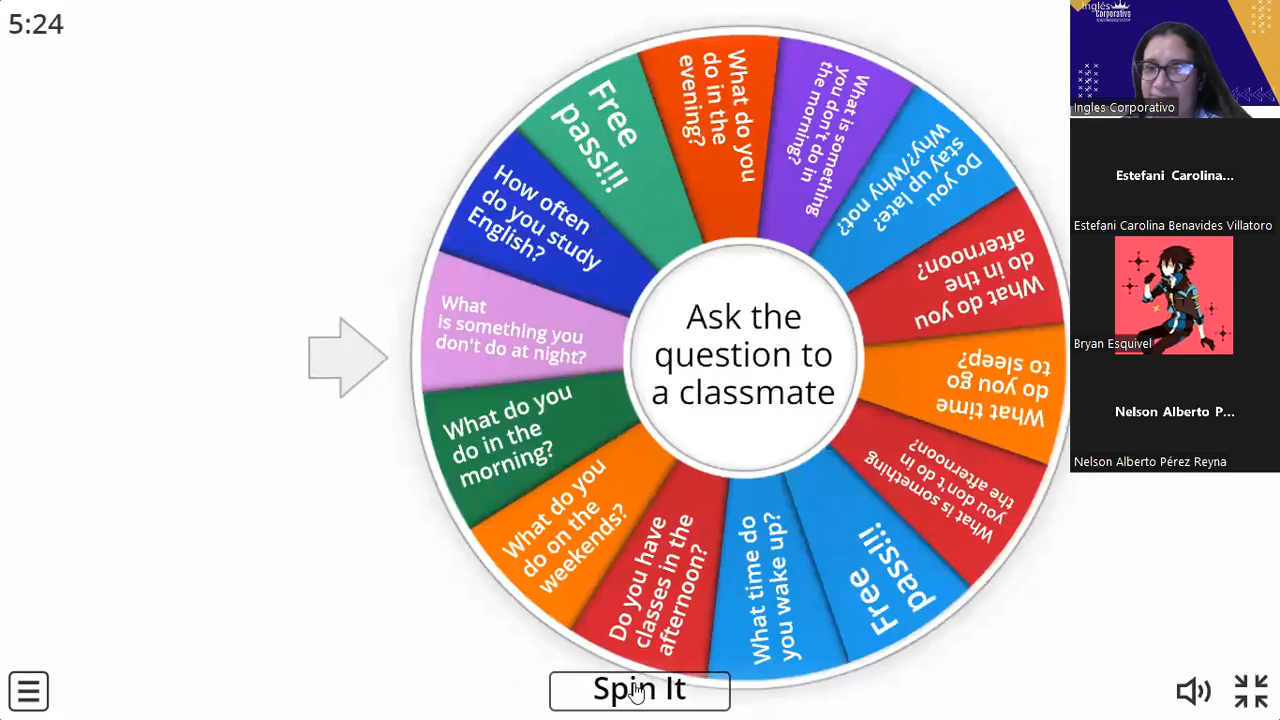 5:24
What do you
do in the
evening?
What is something
you don't do in
the morning?
Do you
stay up late?
Why?/Why not?
What do you
do in the
afternoon?
What time
do you go
to sleep?
What is something
you don't do in
the afternoon?
Free
pass!!!
What time do
you wake up?
Do you have
classes in the
afternoon?
What do you
do on the
weekends?
What do you
do in the
morning?
What
is something you
don't do at night?
How often
do you study
English?
Free
pass!!!
Ask the
question to
a classmate
Spin It
Inglés
Corporativo
Ingles Corporativo
Estefani Carolina...
Estefani Carolina Benavides Villatoro
Bryan Esquivel
Nelson Alberto P...
Nelson Alberto Pérez Reyna